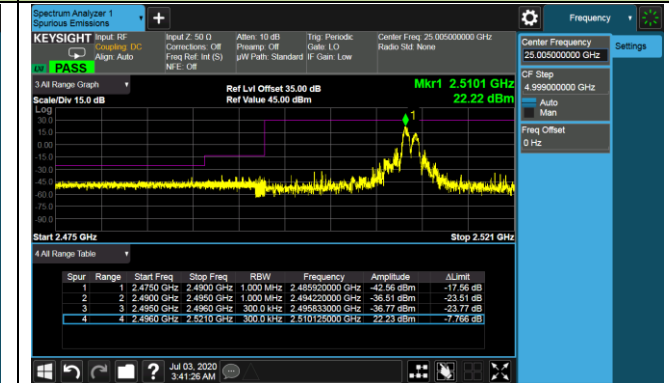 Spectrum Analyzer 1
Spurious Emissions
Frequency
KEYSIGHT Input: RF
Coupling: DC
Align: Auto
Input Z: 50 Ω
Corrections: Off
Freq Ref: Int (S)
NFE: Off
Atten: 10 dB
Preamp: Off
µW Path: Standard
Trig: Periodic
Gate: LO
IF Gain: Low
Center Freq: 25.005000000 GHz
Radio Std: None
PASS
Center Frequency
25.005000000 GHz
Settings
CF Step
4.999000000 GHz
Auto
Man
Freq Offset
0 Hz
3 All Range Graph
Scale/Div 15.0 dB
Ref Lvl Offset 35.00 dB
Ref Value 45.00 dBm
Mkr1 2.5101 GHz
22.22 dBm
Log
30.0
15.0
0.00
-15.0
-30.0
-45.0
-60.0
-75.0
-90.0
1
Start 2.475 GHz
Stop 2.521 GHz
4 All Range Table
Spur Range Start Freq Stop Freq RBW Frequency Amplitude ΔLimit
1 1 2.4750 GHz 2.4900 GHz 1.000 MHz 2.485920000 GHz -42.56 dBm -17.56 dB
2 2 2.4900 GHz 2.4950 GHz 1.000 MHz 2.494220000 GHz -36.51 dBm -23.51 dB
3 3 2.4950 GHz 2.4960 GHz 300.0 kHz 2.495833000 GHz -36.77 dBm -23.77 dB
4 4 2.4960 GHz 2.5210 GHz 300.0 kHz 2.510125000 GHz 22.23 dBm -7.766 dB
Jul 03, 2020
3:41:26 AM